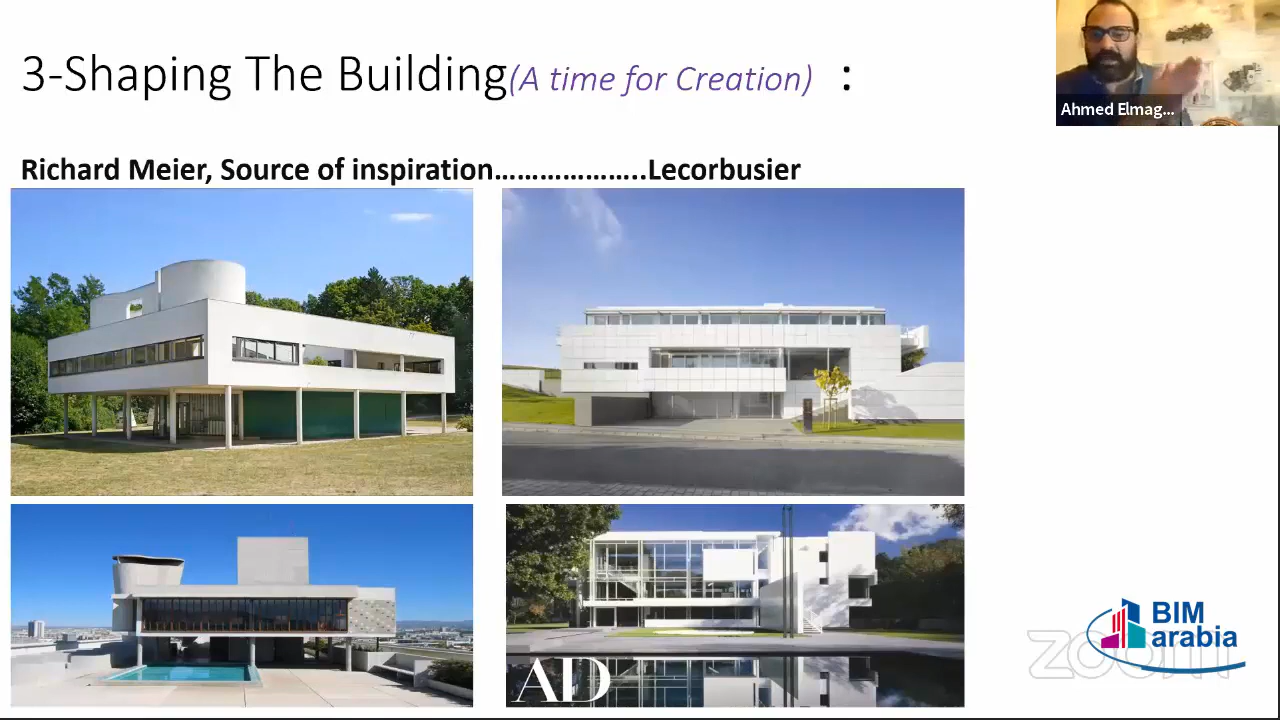 3-Shaping The Building(A time for Creation) :
Ahmed Elmag...
Richard Meier, Source of inspiration………………..Lecorbusier
AD
BIM
arabia
zoom